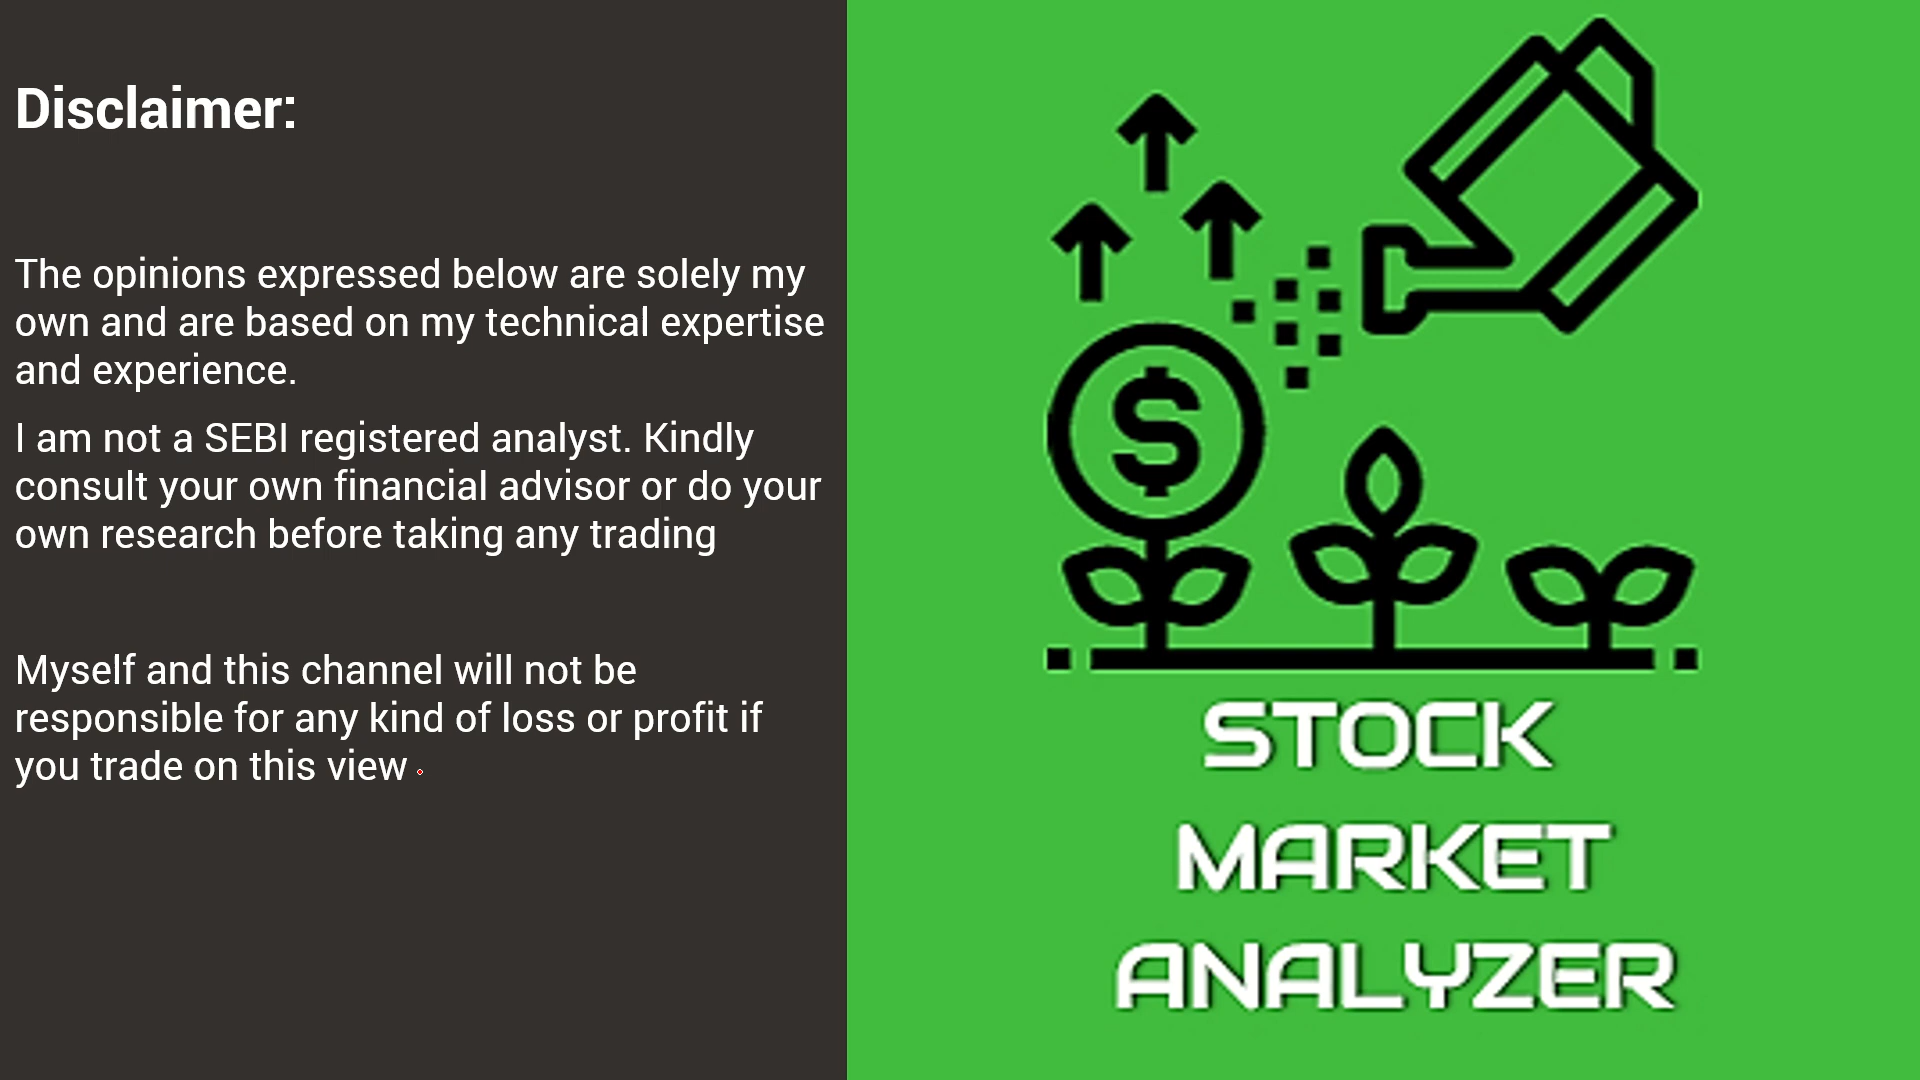 Disclaimer:
The opinions expressed below are solely my
own and are based on my technical expertise
and experience.
I am not a SEBI registered analyst. Kindly
consult your own financial advisor or do your
own research before taking any trading
Myself and this channel will not be
responsible for any kind of loss or profit if
you trade on this view
$
STOCK
MARKET
ANALYZER